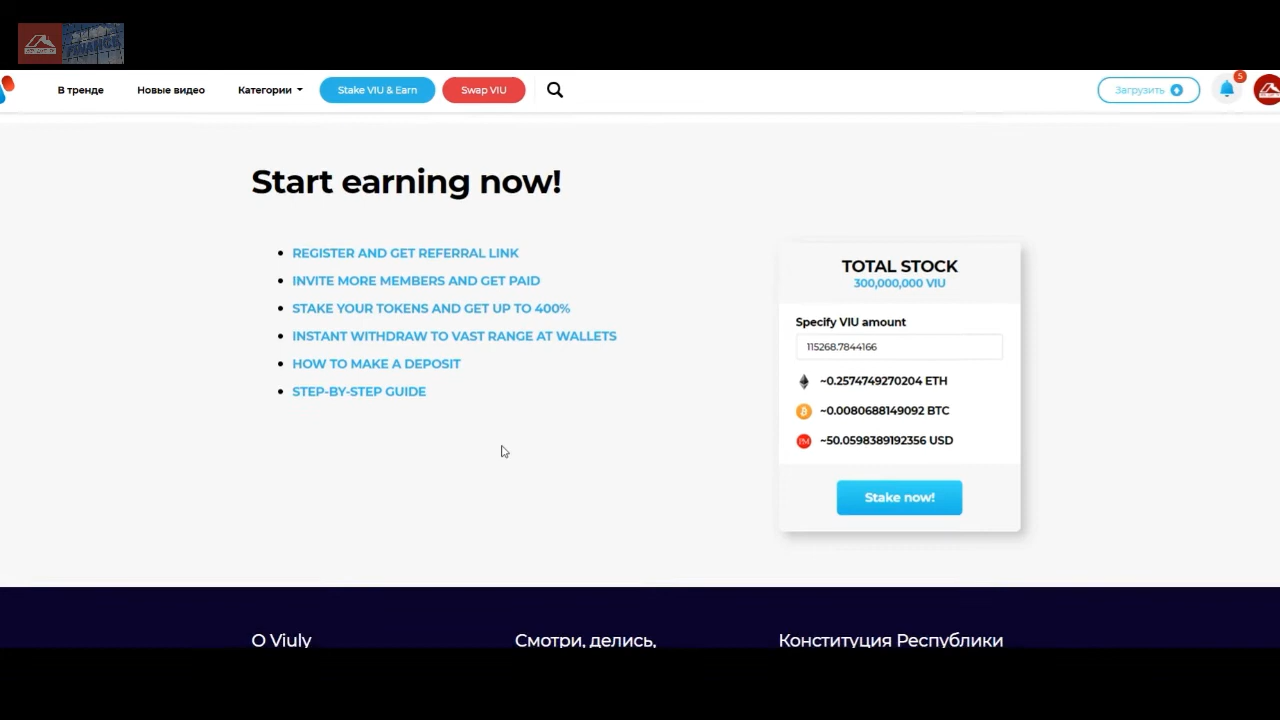 FINANCE
В тренде
Новые видео
Категории
Stake VIU & Earn
Swap VIU
Загрузить
5
Start earning now!
REGISTER AND GET REFERRAL LINK
INVITE MORE MEMBERS AND GET PAID
STAKE YOUR TOKENS AND GET UP TO 400%
INSTANT WITHDRAW TO VAST RANGE AT WALLETS
HOW TO MAKE A DEPOSIT
STEP-BY-STEP GUIDE
TOTAL STOCK
300,000,000 VIU
Specify VIU amount
115268.7844166
~0.2574749270204 ETH
~0.0080688149092 BTC
PM ~50.0598389192356 USD
Stake now!
О Viuly
Смотри, делись,
Конституция Республики